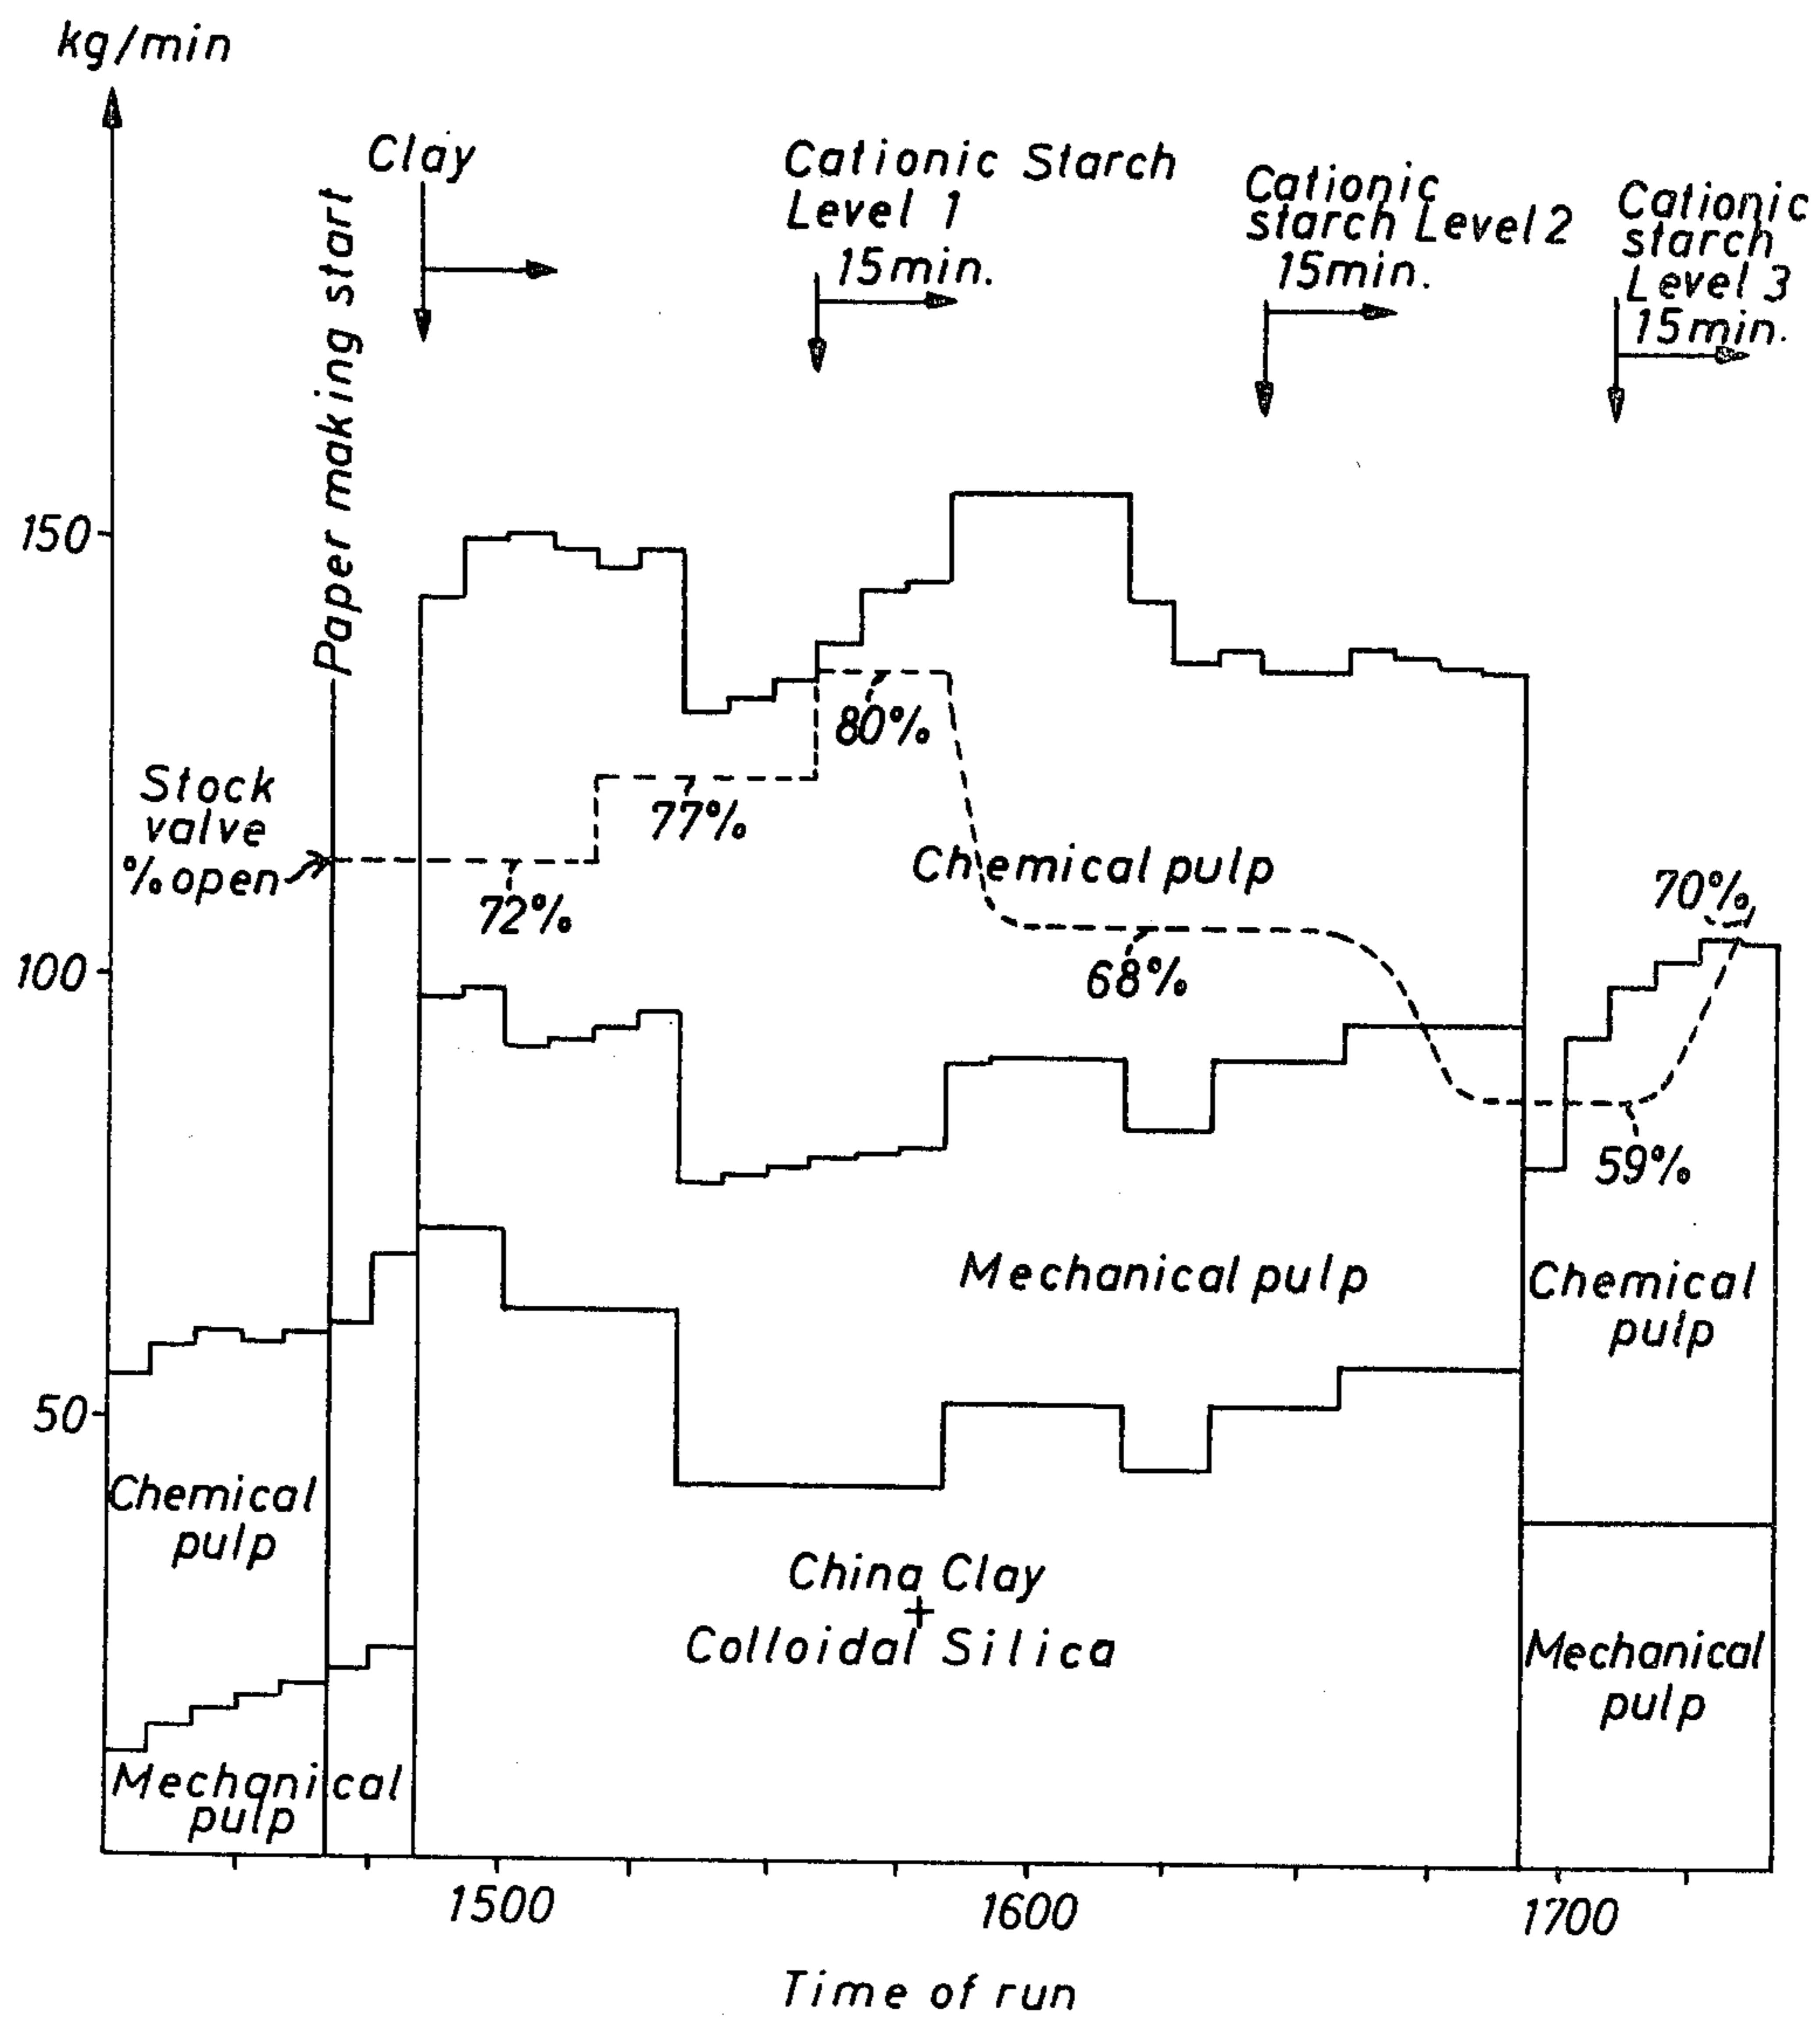 kg/min
Clay
Cationic Starch
Level 1
15min.
Cationic
starch Level 2
15min.
Cationic
starch
Level 3
15min.
Paper making start
150
80%
Stock
valve
% open
77%
72%
Chemical pulp
70%
100
68%
59%
Mechanical pulp
Chemical
pulp
50
Chemical
pulp
China Clay
+
Colloidal Silica
Mechanical
pulp
Mechanical
pulp
1500
1600
1700
Time of run